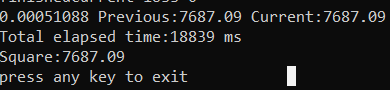 0.00051088 Previous:7687.09 Current:7687.09
Total elapsed time:18839 ms
Square:7687.09
press any key to exit